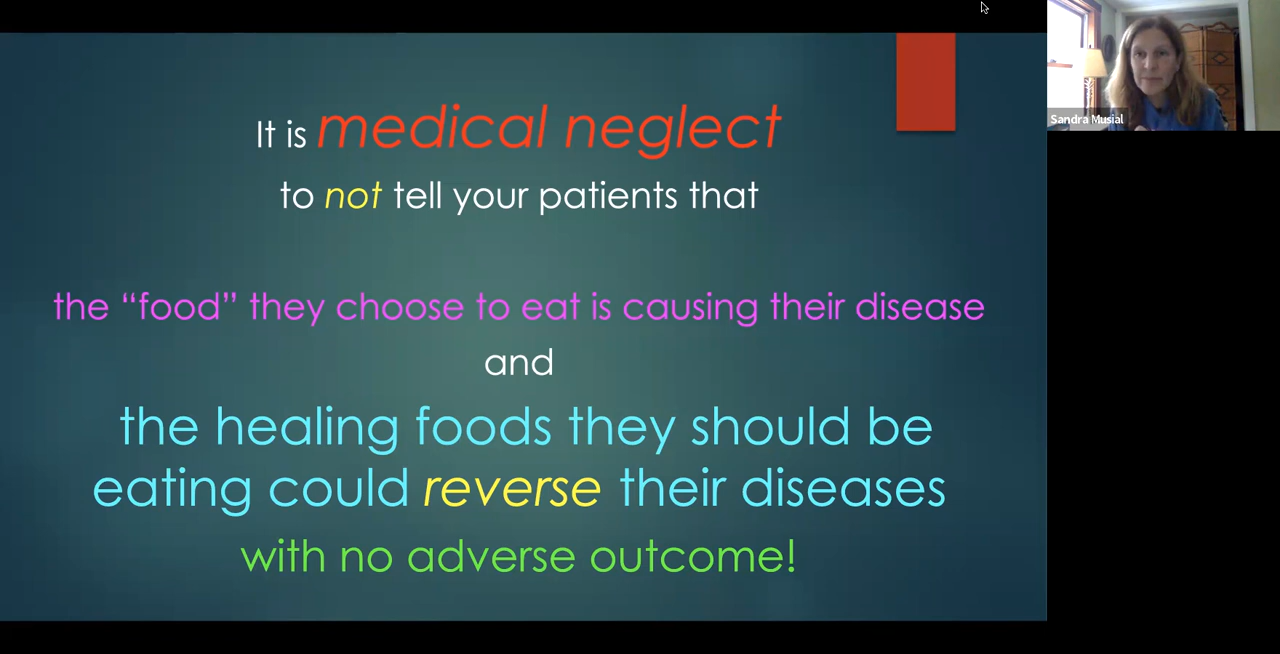 It is medical neglect
to not tell your patients that
the “food” they choose to eat is causing their disease
and
the healing foods they should be
eating could reverse their diseases
with no adverse outcome!
Sandra Musial